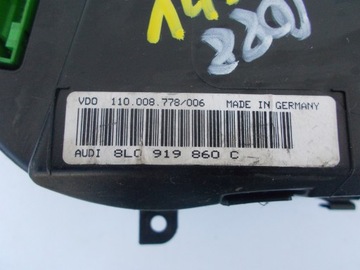 VDO 110.008.778/006 MADE IN GERMANY
AUDI 8L0 919 860 C